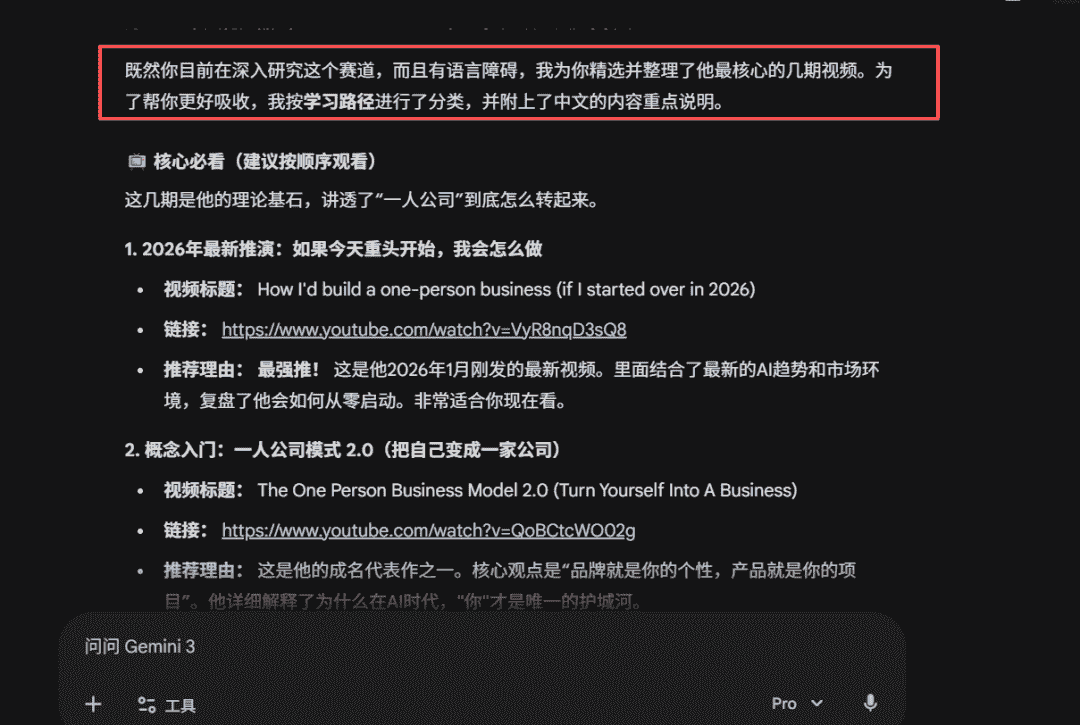 既然你目前在深入研究这个赛道，而且有语言障碍，我为你精选并整理了他最核心的几期视频。为
了帮你更好吸收，我按学习路径进行了分类，并附上了中文的内容重点说明。
📺 核心必看（建议按顺序观看）
这几期是他的理论基石，讲透了“一人公司”到底怎么转起来。
1. 2026年最新推演：如果今天重头开始，我会怎么做
• 视频标题： How I'd build a one-person business (if I started over in 2026)
• 链接： https://www.youtube.com/watch?v=VyR8nqD3sQ8
• 推荐理由： 最强推！ 这是他2026年1月刚发的最新视频。里面结合了最新的AI趋势和市场环
境，复盘了他会如何从零启动。非常适合你现在看。
2. 概念入门：一人公司模式 2.0（把自己变成一家公司）
• 视频标题： The One Person Business Model 2.0 (Turn Yourself Into A Business)
• 链接： https://www.youtube.com/watch?v=QoBCtcWO02g
• 推荐理由： 这是他的成名代表作之一。核心观点是“品牌就是你的个性，产品就是你的项
目”。他详细解释了为什么在AI时代，"你"才是唯一的护城河。
问问 Gemini 3
工具
Pro